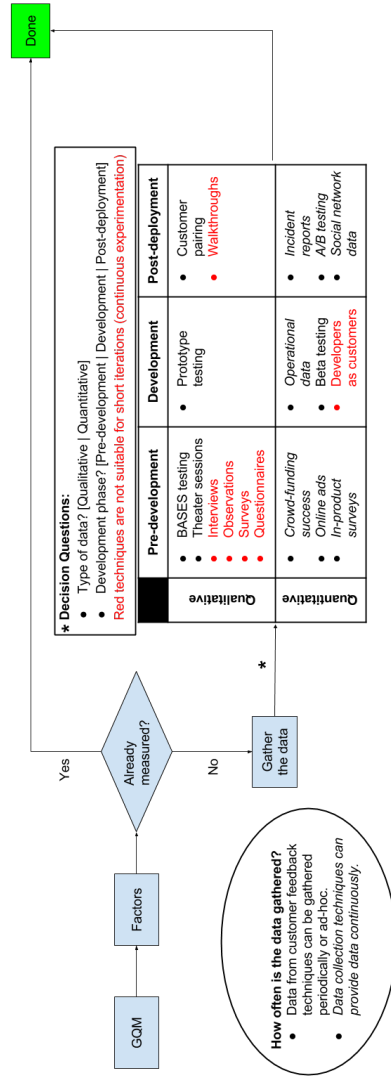 GQM
Factors
Already
measured?
Yes
No
Gather
the data
*
Done
* Decision Questions:
● Type of data? [Qualitative | Quantitative]
● Development phase? [Pre-development | Development | Post-deployment]
Red techniques are not suitable for short iterations (continuous experimentation)
Pre-development
Development
Post-deployment
Qualitative
● BASES testing
● Theater sessions
● Interviews
● Observations
● Surveys
● Questionnaires
● Prototype
testing
● Customer
pairing
● Walkthroughs
Quantitative
● Crowd-funding
success
● Online ads
● In-product
surveys
● Operational
data
● Beta testing
● Developers
as customers
● Incident
reports
● A/B testing
● Social network
data
How often is the data gathered?
● Data from customer feedback
techniques can be gathered
periodically or ad-hoc.
● Data collection techniques can
provide data continuously.